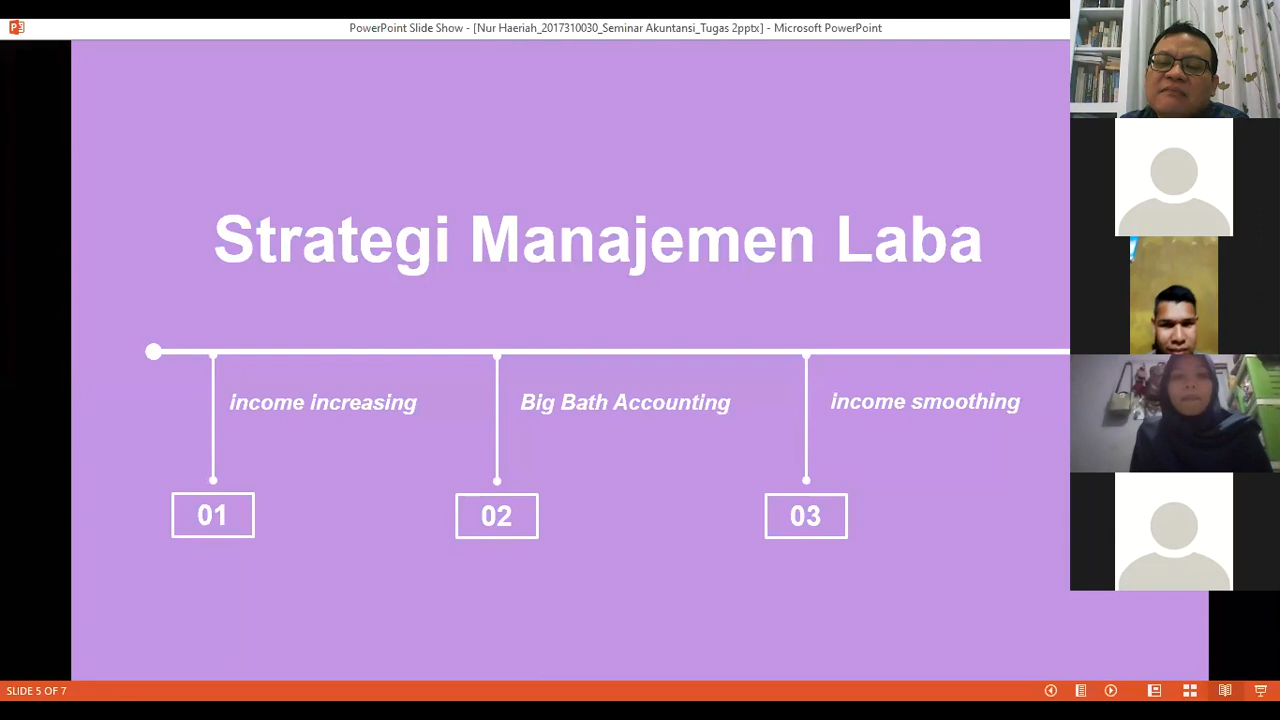 PowerPoint Slide Show - [Nur Haeriah_2017310030_Seminar Akuntansi_Tugas 2pptx] - Microsoft PowerPoint
Strategi Manajemen Laba
income increasing
Big Bath Accounting
income smoothing
01
02
03
SLIDE 5 OF 7